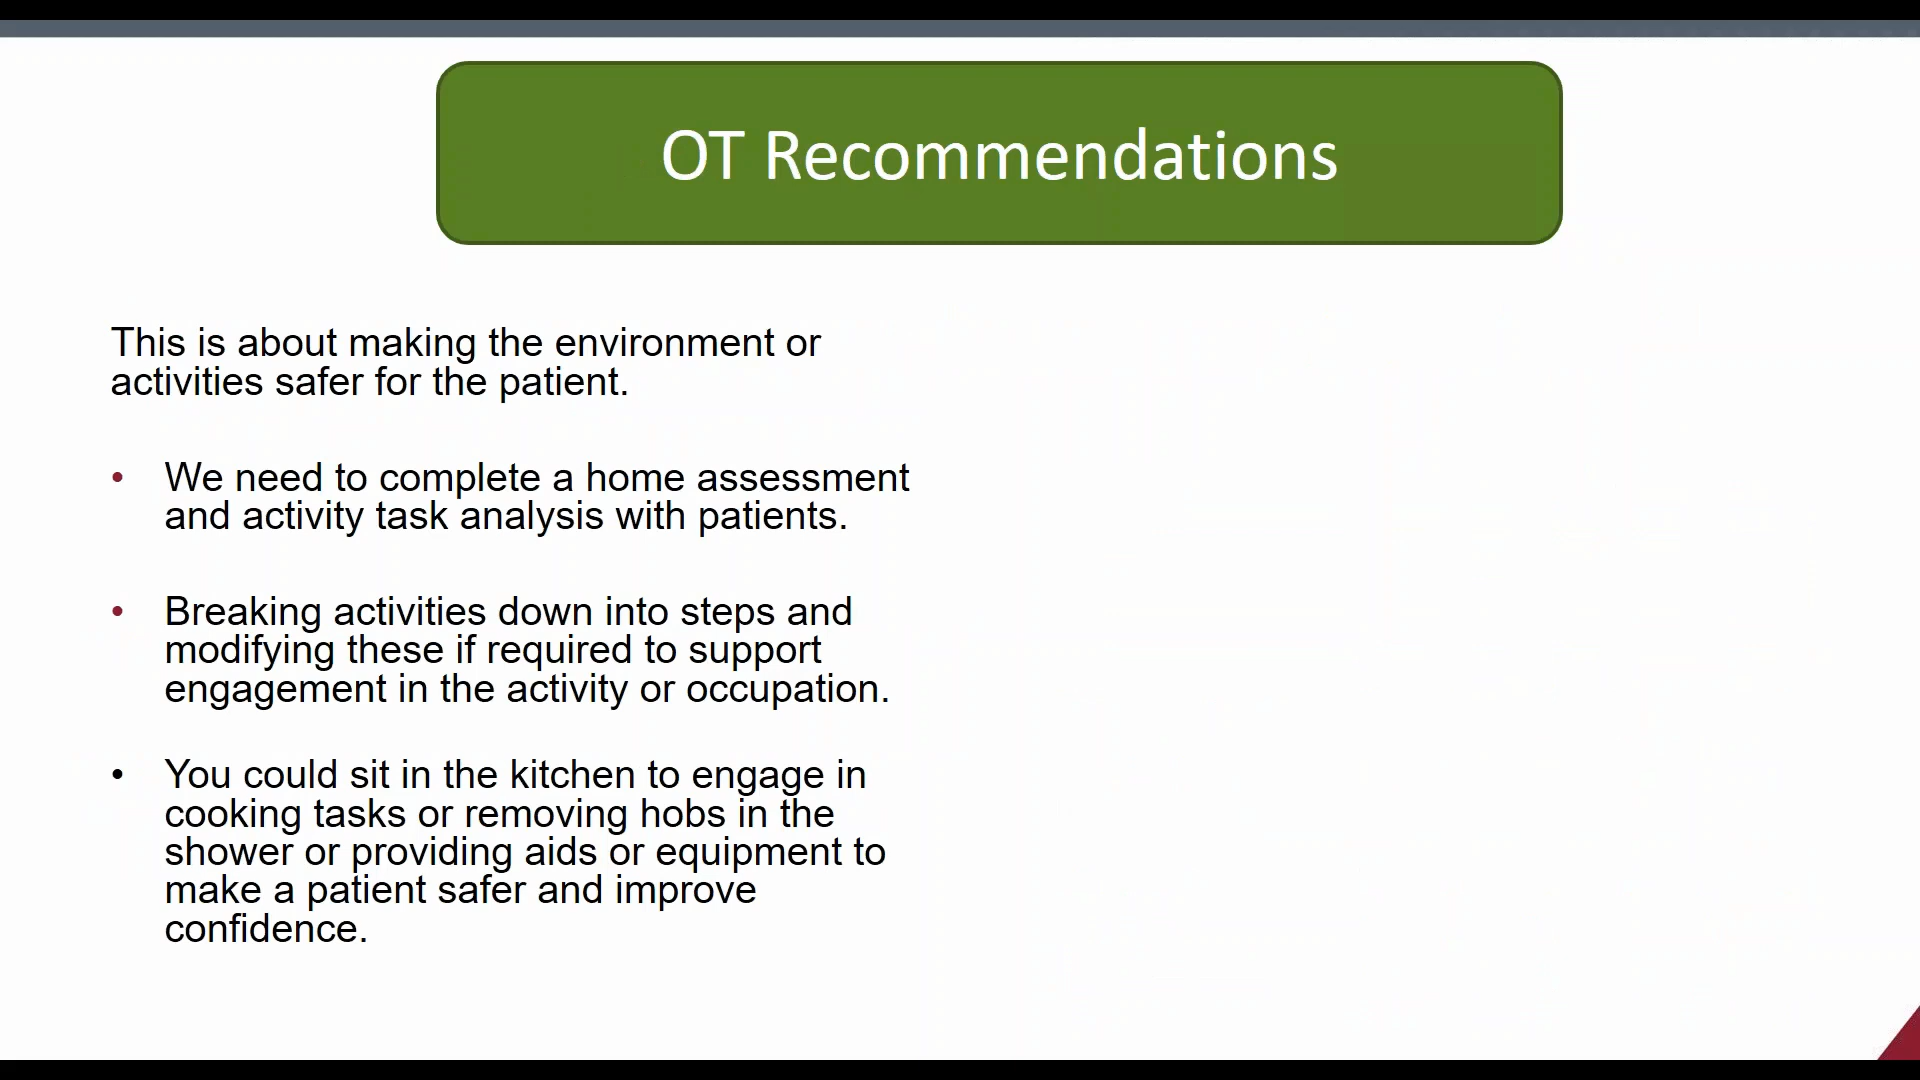 OT Recommendations
This is about making the environment or
activities safer for the patient.
• We need to complete a home assessment
and activity task analysis with patients.
• Breaking activities down into steps and
modifying these if required to support
engagement in the activity or occupation.
• You could sit in the kitchen to engage in
cooking tasks or removing hobs in the
shower or providing aids or equipment to
make a patient safer and improve
confidence.